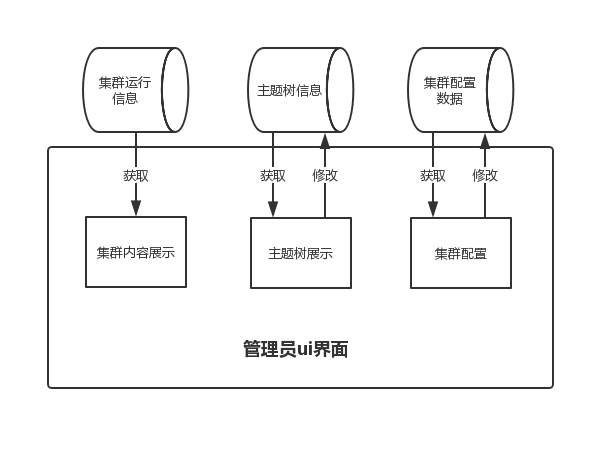 集群运行
信息
主题树信息
集群配置
数据
获取
获取
修改
获取
修改
集群内容展示
主题树展示
集群配置
管理员ui界面